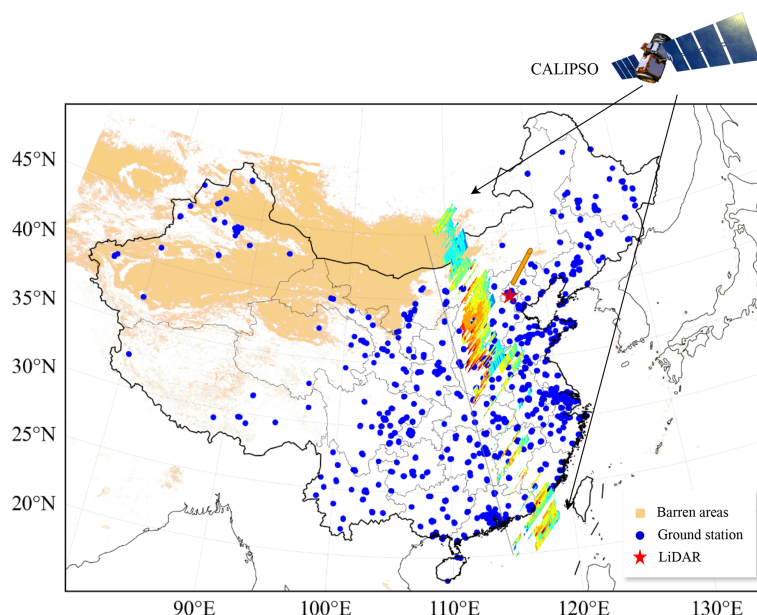 CALIPSO
45°N
40°N
35°N
30°N
25°N
20°N
Barren areas
Ground station
LiDAR
90°E
100°E
110°E
120°E
130°E